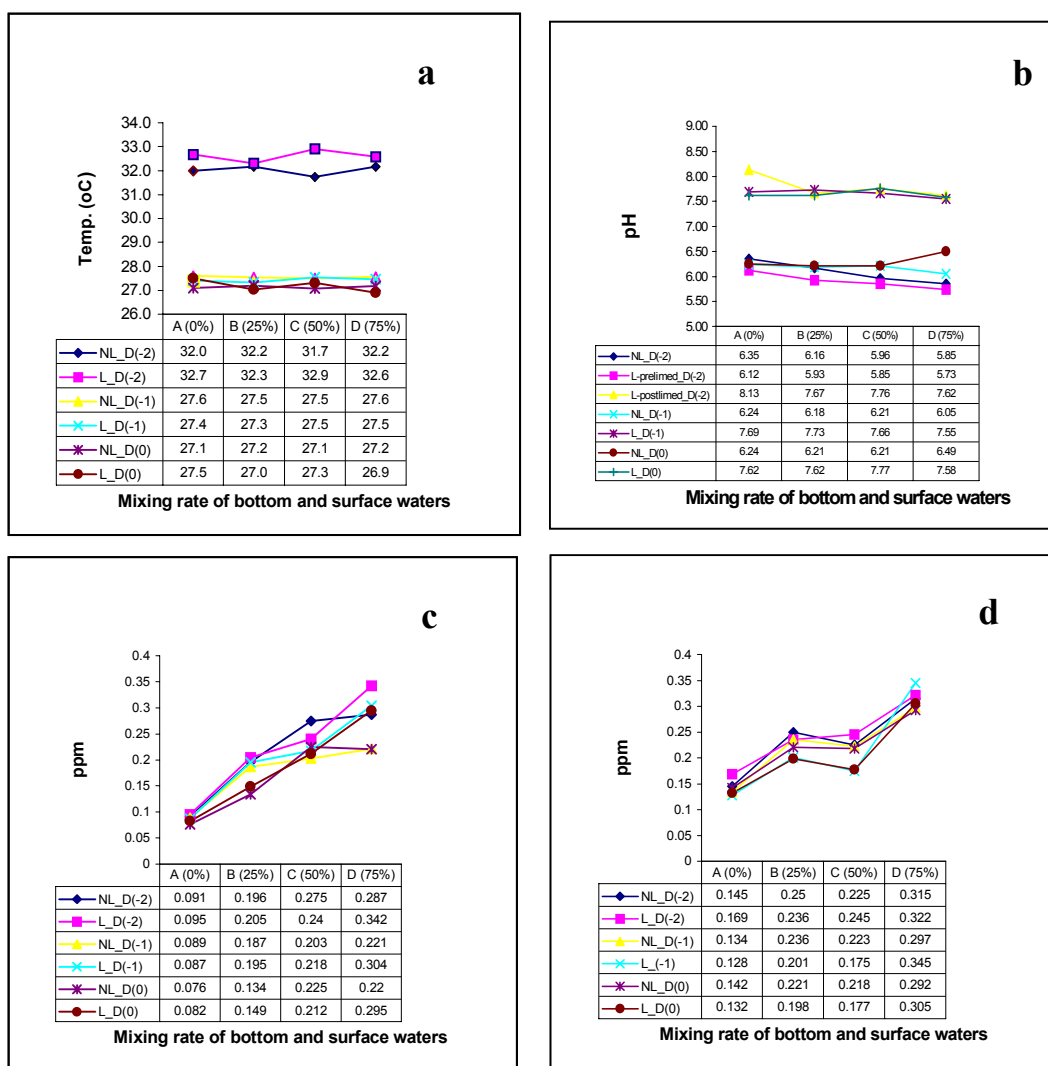 a
Temp. (oC)
34.0
33.0
32.0
31.0
30.0
29.0
28.0
27.0
26.0
A (0%) B (25%) C (50%) D (75%)
NL_D(-2) 32.0 32.2 31.7 32.2
L_D(-2) 32.7 32.3 32.9 32.6
NL_D(-1) 27.6 27.5 27.5 27.6
L_D(-1) 27.4 27.3 27.5 27.5
NL_D(0) 27.1 27.2 27.1 27.2
L_D(0) 27.5 27.0 27.3 26.9
Mixing rate of bottom and surface waters
b
pH
9.00
8.50
8.00
7.50
7.00
6.50
6.00
5.50
5.00
A (0%) B (25%) C (50%) D (75%)
NL_D(-2) 6.35 6.16 5.96 5.85
L-prelimed_D(-2) 6.12 5.93 5.85 5.73
L-postlimed_D(-2) 8.13 7.67 7.76 7.62
NL_D(-1) 6.24 6.18 6.21 6.05
L_D(-1) 7.69 7.73 7.66 7.55
NL_D(0) 6.24 6.21 6.21 6.49
L_D(0) 7.62 7.62 7.77 7.58
Mixing rate of bottom and surface waters
c
ppm
0.4
0.35
0.3
0.25
0.2
0.15
0.1
0.05
0
A (0%) B (25%) C (50%) D (75%)
NL_D(-2) 0.091 0.196 0.275 0.287
L_D(-2) 0.095 0.205 0.24 0.342
NL_D(-1) 0.089 0.187 0.203 0.221
L_D(-1) 0.087 0.195 0.218 0.304
NL_D(0) 0.076 0.134 0.225 0.22
L_D(0) 0.082 0.149 0.212 0.295
Mixing rate of bottom and surface waters
d
ppm
0.4
0.35
0.3
0.25
0.2
0.15
0.1
0.05
0
A (0%) B (25%) C (50%) D (75%)
NL_D(-2) 0.145 0.25 0.225 0.315
L_D(-2) 0.169 0.236 0.245 0.322
NL_D(-1) 0.134 0.236 0.223 0.297
L_(-1) 0.128 0.201 0.175 0.345
NL_D(0) 0.142 0.221 0.218 0.292
L_D(0) 0.132 0.198 0.177 0.305
Mixing rate of bottom and surface waters